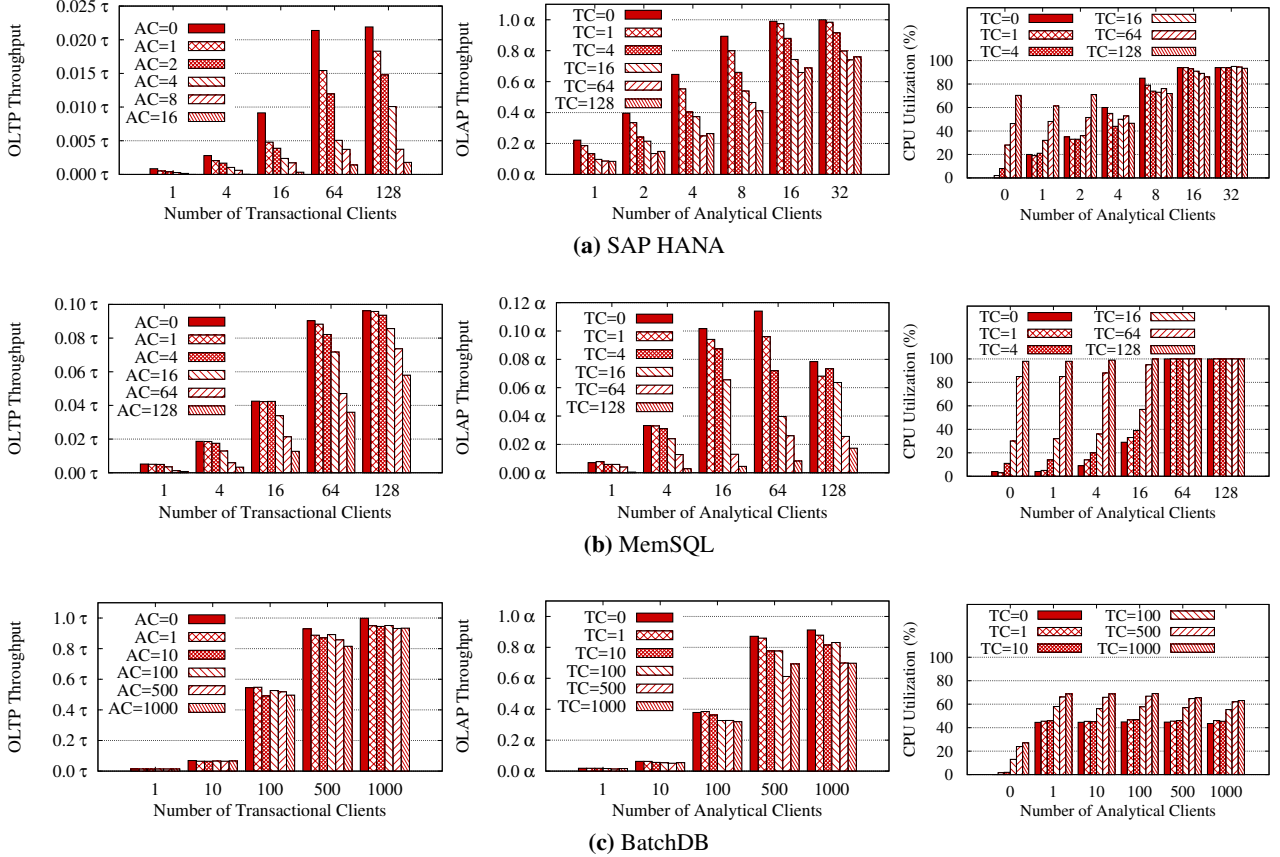 OLTP Throughput
0.025 τ
0.020 τ
0.015 τ
0.010 τ
0.005 τ
0.000 τ
AC=0
AC=1
AC=2
AC=4
AC=8
AC=16
1 4 16 64 128
Number of Transactional Clients
OLAP Throughput
1.0 α
0.8 α
0.6 α
0.4 α
0.2 α
0.0 α
TC=0
TC=1
TC=4
TC=16
TC=64
TC=128
1 2 4 8 16 32
Number of Analytical Clients
CPU Utilization (%)
100
80
60
40
20
0
TC=0 TC=16
TC=1 TC=64
TC=4 TC=128
0 1 2 4 8 16 32
Number of Analytical Clients
(a) SAP HANA
OLTP Throughput
0.10 τ
0.08 τ
0.06 τ
0.04 τ
0.02 τ
0.00 τ
AC=0
AC=1
AC=4
AC=16
AC=64
AC=128
1 4 16 64 128
Number of Transactional Clients
OLAP Throughput
0.12 α
0.10 α
0.08 α
0.06 α
0.04 α
0.02 α
0.00 α
TC=0
TC=1
TC=4
TC=16
TC=64
TC=128
1 4 16 64 128
Number of Analytical Clients
CPU Utilization (%)
100
80
60
40
20
0
TC=0 TC=16
TC=1 TC=64
TC=4 TC=128
0 1 4 16 64 128
Number of Analytical Clients
(b) MemSQL
OLTP Throughput
1.0 τ
0.8 τ
0.6 τ
0.4 τ
0.2 τ
0.0 τ
AC=0
AC=1
AC=10
AC=100
AC=500
AC=1000
1 10 100 500 1000
Number of Transactional Clients
OLAP Throughput
1.0 α
0.8 α
0.6 α
0.4 α
0.2 α
0.0 α
TC=0
TC=1
TC=10
TC=100
TC=500
TC=1000
1 10 100 500 1000
Number of Analytical Clients
CPU Utilization (%)
100
80
60
40
20
0
TC=0 TC=100
TC=1 TC=500
TC=10 TC=1000
0 1 10 100 500 1000
Number of Analytical Clients
(c) BatchDB